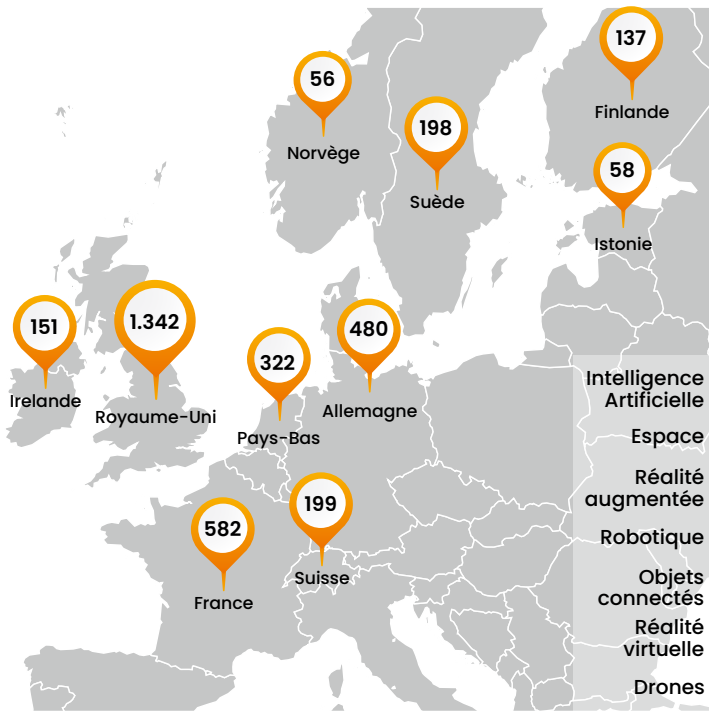 137
Finlande
56
Norvège
198
Suède
58
Istonie
151
Irelande
1.342
Royaume-Uni
322
Pays-Bas
480
Allemagne
582
France
199
Suisse
Intelligence
Artificielle
Espace
Réalité
augmentée
Robotique
Objets
connectés
Réalité
virtuelle
Drones